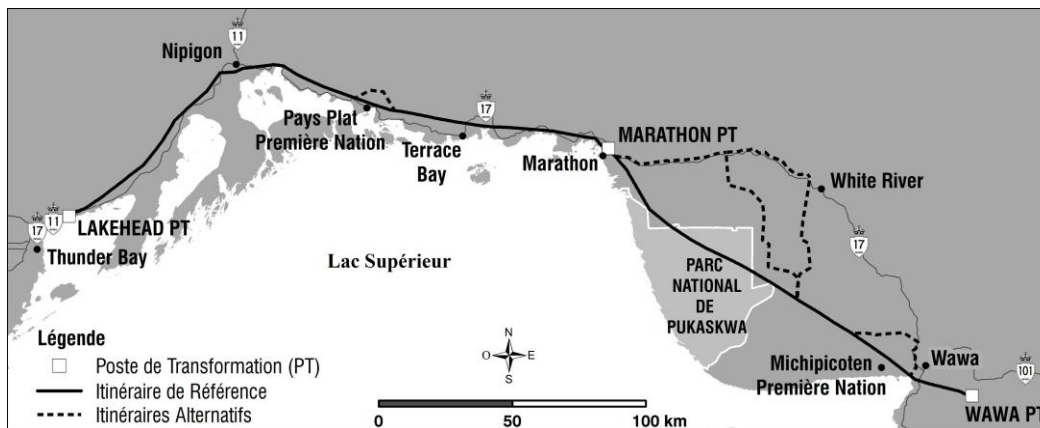 11
Nipigon
17
Pays Plat
Première Nation
Terrace
Bay
MARATHON PT
Marathon
White River
17
11
17
LAKEHEAD PT
Thunder Bay
Lac Supérieur
PARC
NATIONAL
DE
PUKASKWA
Légende
Poste de Transformation (PT)
Itinéraire de Référence
Itinéraires Alternatifs
N
O
E
S
0
50
100 km
Michipicoten
Première Nation
Wawa
101
WAWA PT